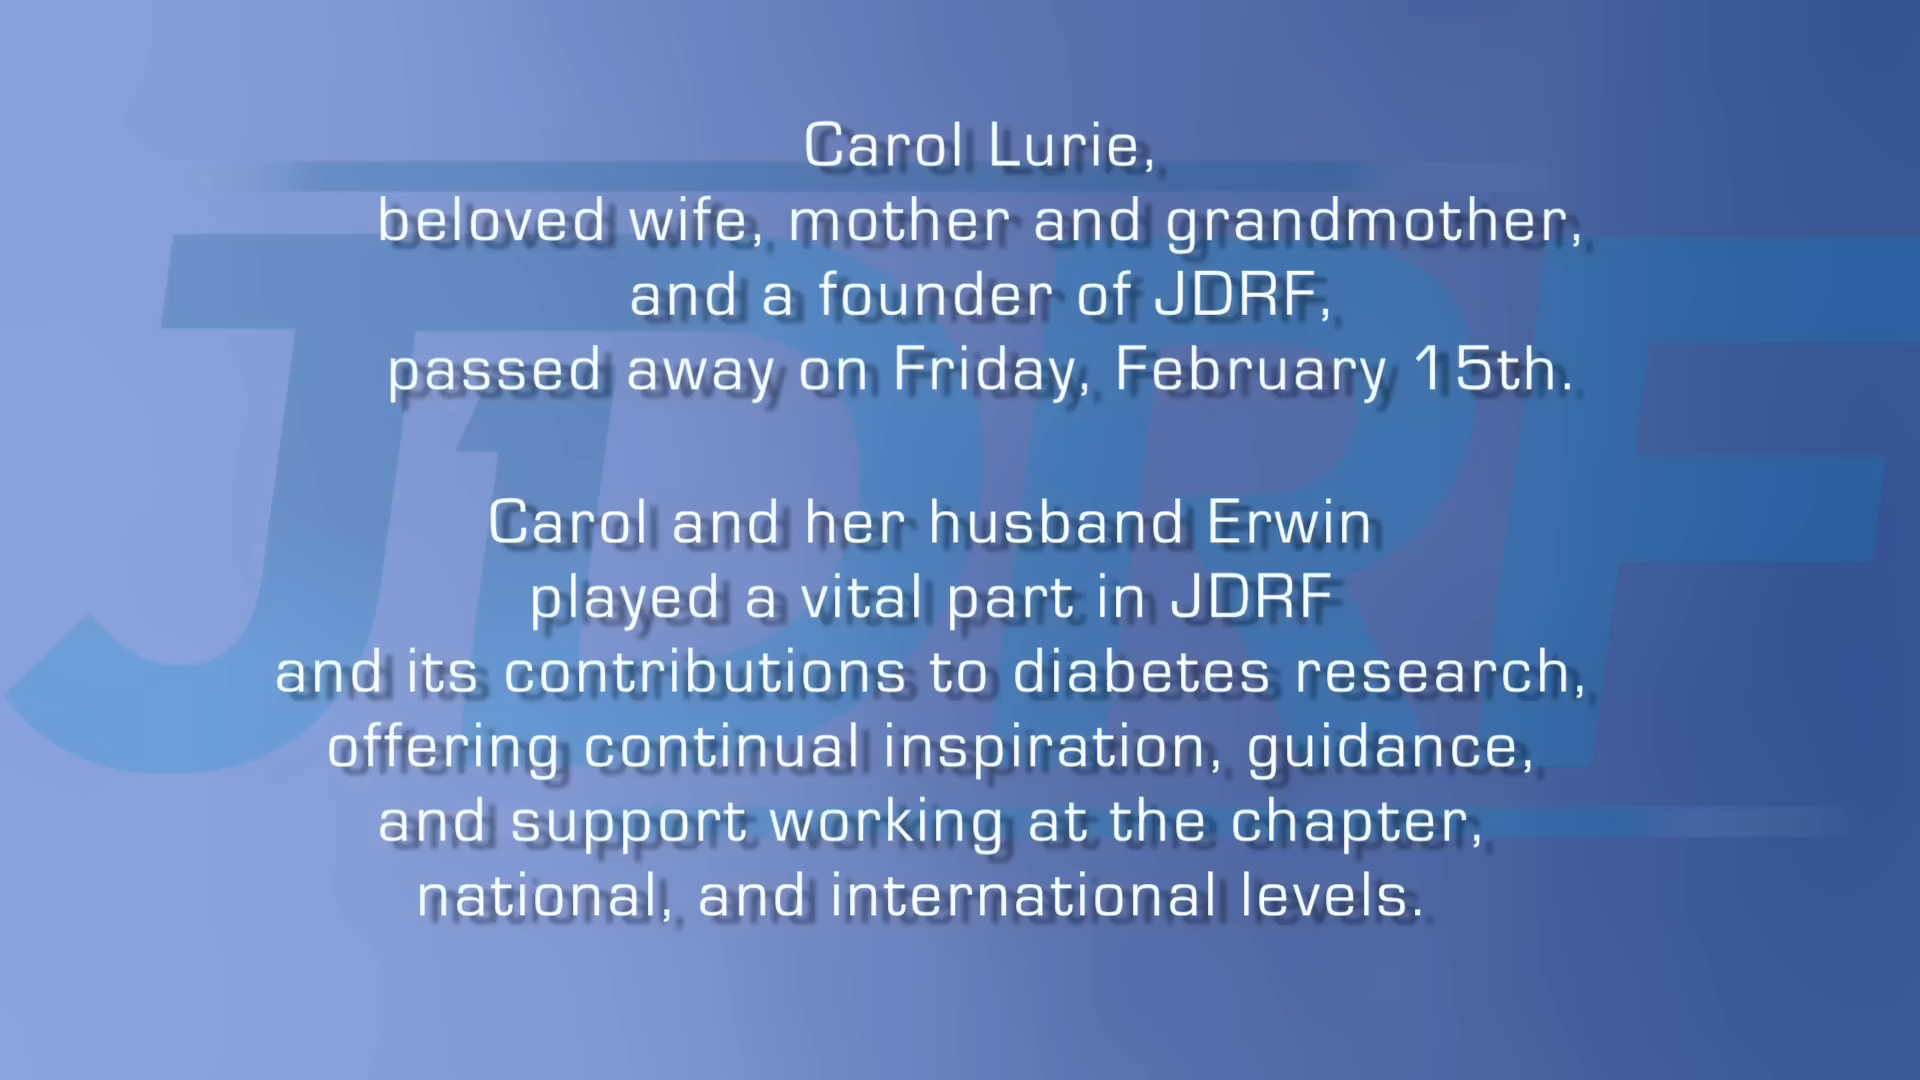 Carol Lurie,
beloved wife, mother and grandmother,
and a founder of JDRF,
passed away on Friday, February 15th.
Carol and her husband Erwin
played a vital part in JDRF
and its contributions to diabetes research,
offering continual inspiration, guidance,
and support working at the chapter,
national, and international levels.
JDRF